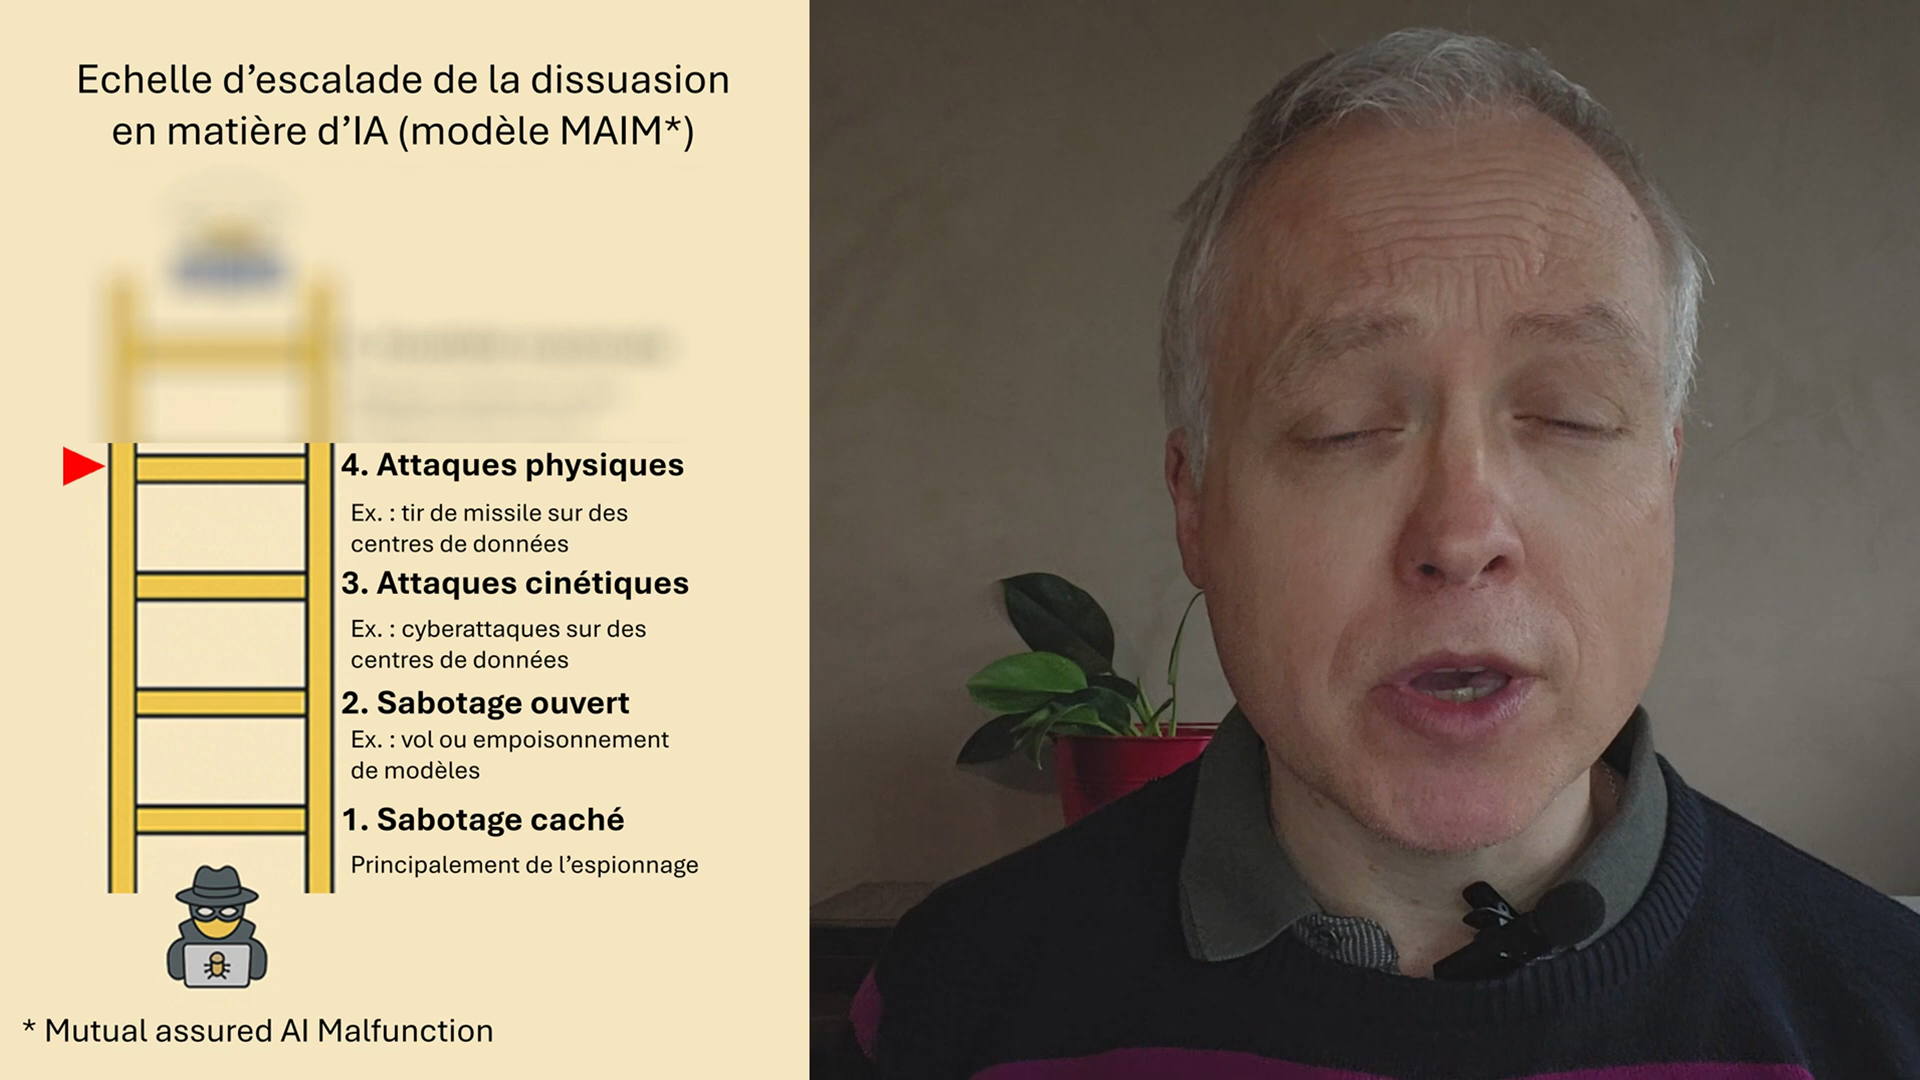 Echelle d’escalade de la dissuasion
en matière d’IA (modèle MAIM*)
4. Attaques physiques
Ex. : tir de missile sur des
centres de données
3. Attaques cinétiques
Ex. : cyberattaques sur des
centres de données
2. Sabotage ouvert
Ex. : vol ou empoisonnement
de modèles
1. Sabotage caché
Principalement de l’espionnage
* Mutual assured AI Malfunction